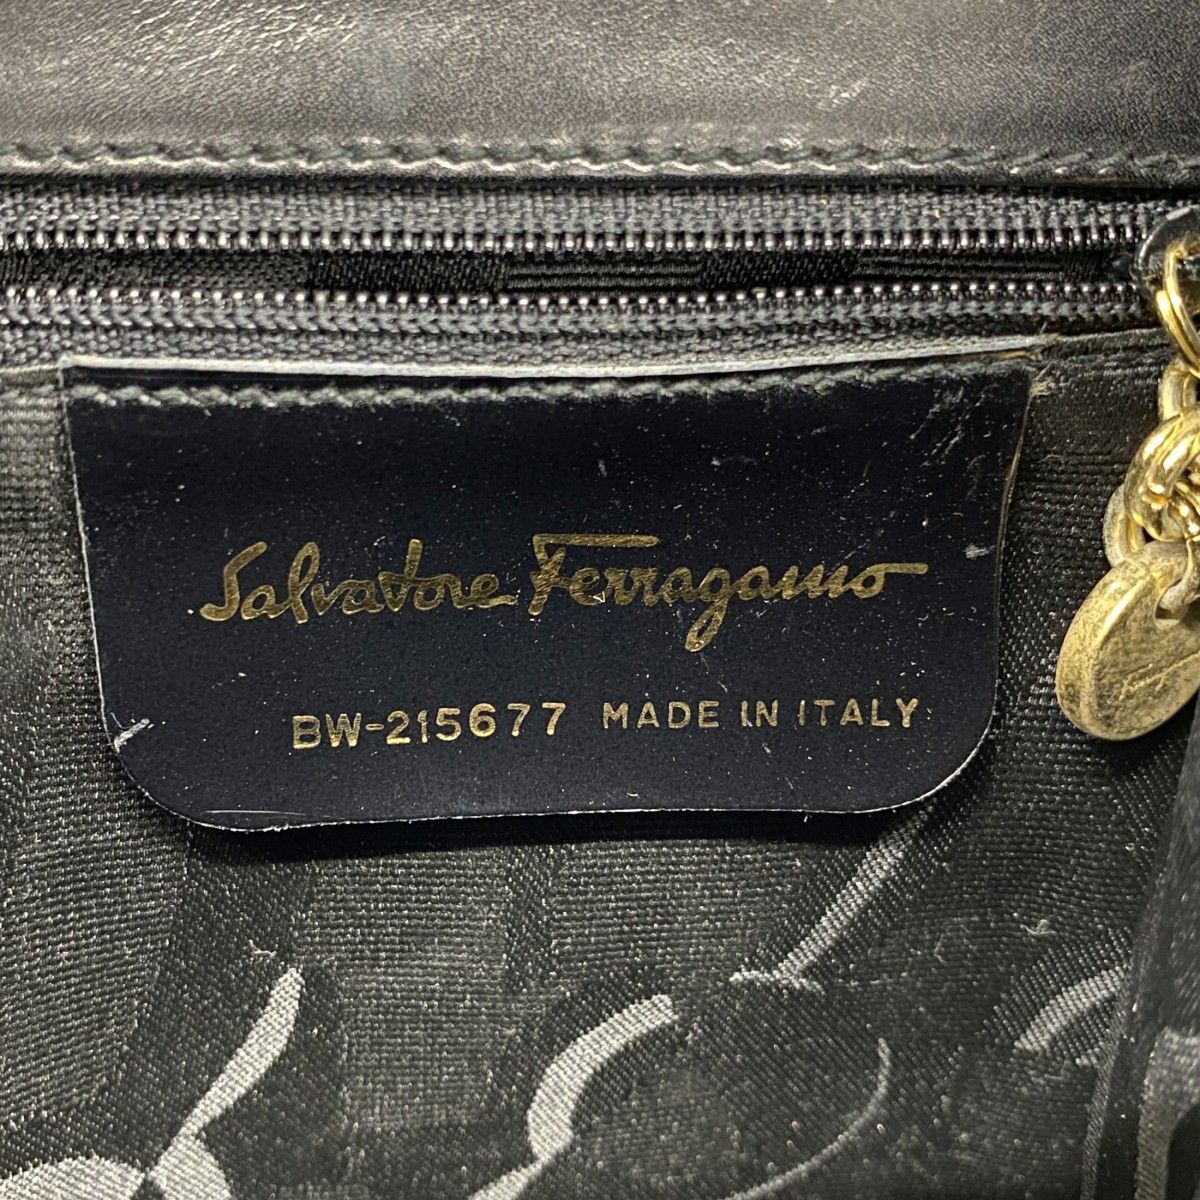 Salvatore Ferragamo
BW-215677 MADE IN ITALY